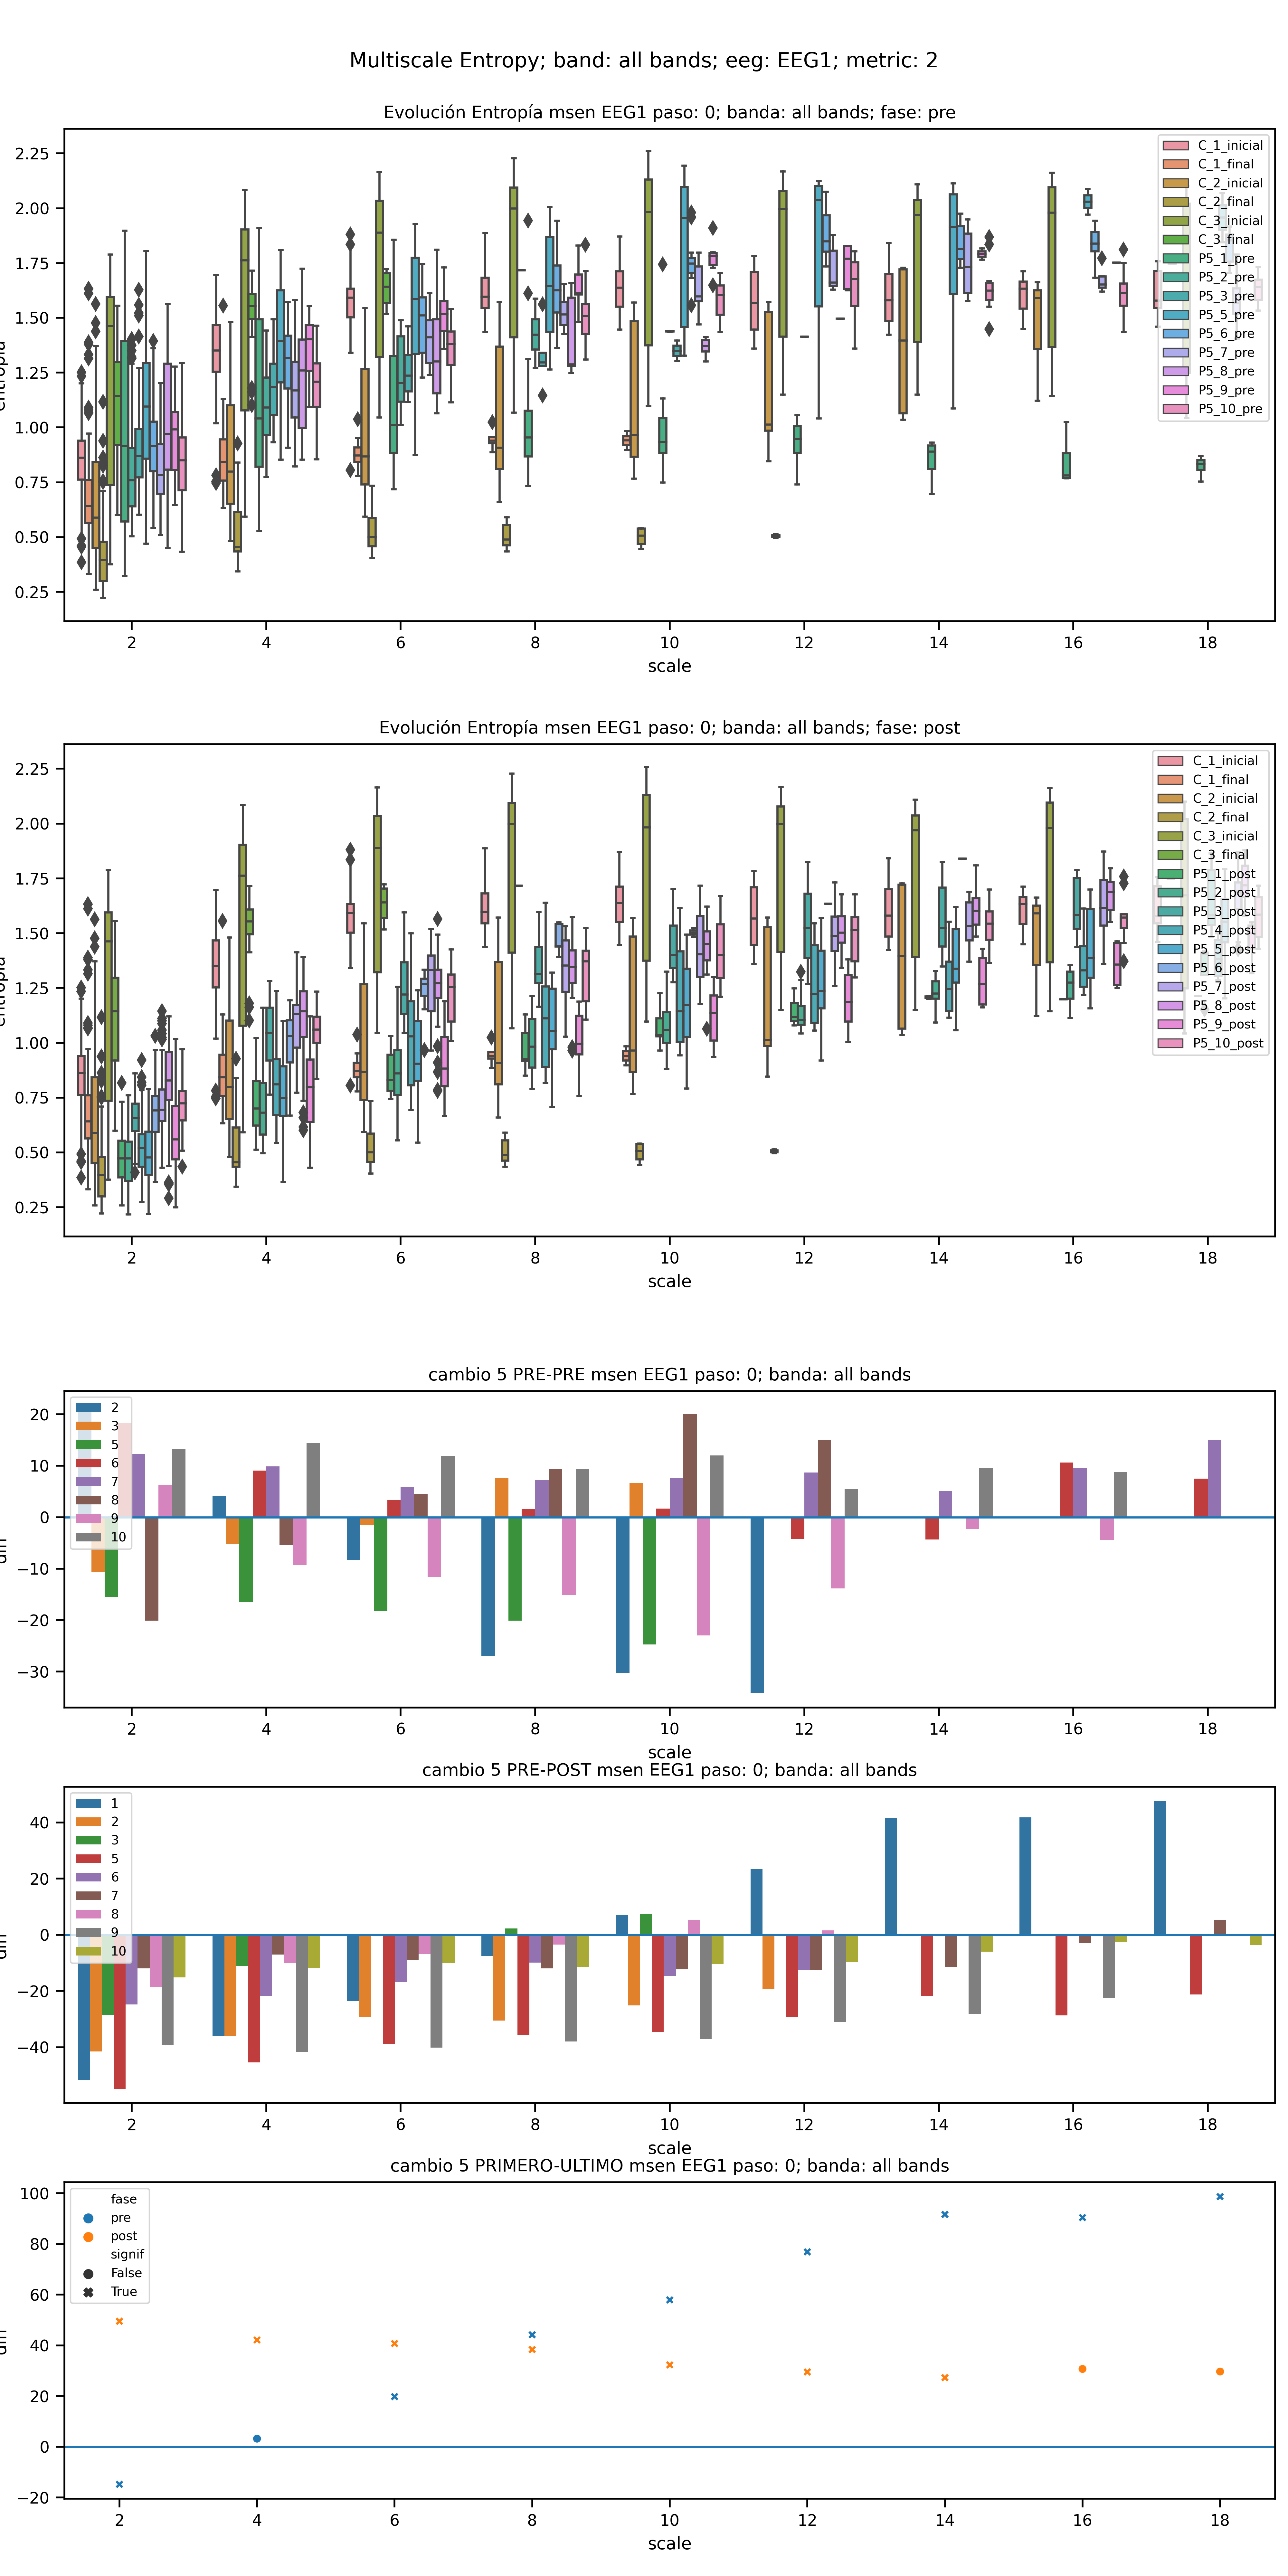 Multiscale Entropy; band: all bands; eeg: EEG1; metric: 2
Evolución Entropía msen EEG1 paso: 0; banda: all bands; fase: pre
2.25
2.00
1.75
1.50
1.25
1.00
0.75
0.50
0.25
C_1_inicial
C_1_final
C_2_inicial
C_2_final
C_3_inicial
C_3_final
P5_1_pre
P5_2_pre
P5_3_pre
P5_5_pre
P5_6_pre
P5_7_pre
P5_8_pre
P5_9_pre
P5_10_pre
2 4 6 8 10 12 14 16 18
scale
Evolución Entropía msen EEG1 paso: 0; banda: all bands; fase: post
2.25
2.00
1.75
1.50
1.25
1.00
0.75
0.50
0.25
C_1_inicial
C_1_final
C_2_inicial
C_2_final
C_3_inicial
C_3_final
P5_1_post
P5_2_post
P5_3_post
P5_4_post
P5_5_post
P5_6_post
P5_7_post
P5_8_post
P5_9_post
P5_10_post
2 4 6 8 10 12 14 16 18
scale
cambio 5 PRE-PRE msen EEG1 paso: 0; banda: all bands
20
10
0
−10
−20
−30
2
3
5
6
7
8
9
10
2 4 6 8 10 12 14 16 18
scale
cambio 5 PRE-POST msen EEG1 paso: 0; banda: all bands
40
20
0
−20
−40
1
2
3
5
6
7
8
9
10
2 4 6 8 10 12 14 16 18
scale
cambio 5 PRIMERO-ULTIMO msen EEG1 paso: 0; banda: all bands
100
80
60
40
20
0
−20
fase
pre
post
signif
False
True
2 4 6 8 10 12 14 16 18
scale